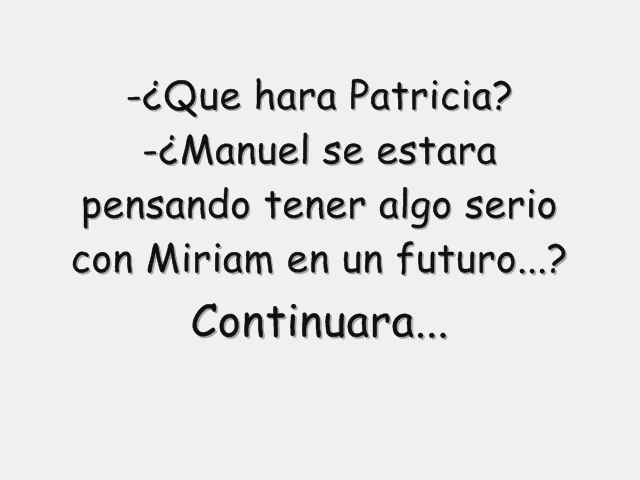 -¿Que hara Patricia?
-¿Manuel se estara
pensando tener algo serio
con Miriam en un futuro...?
Continuara...